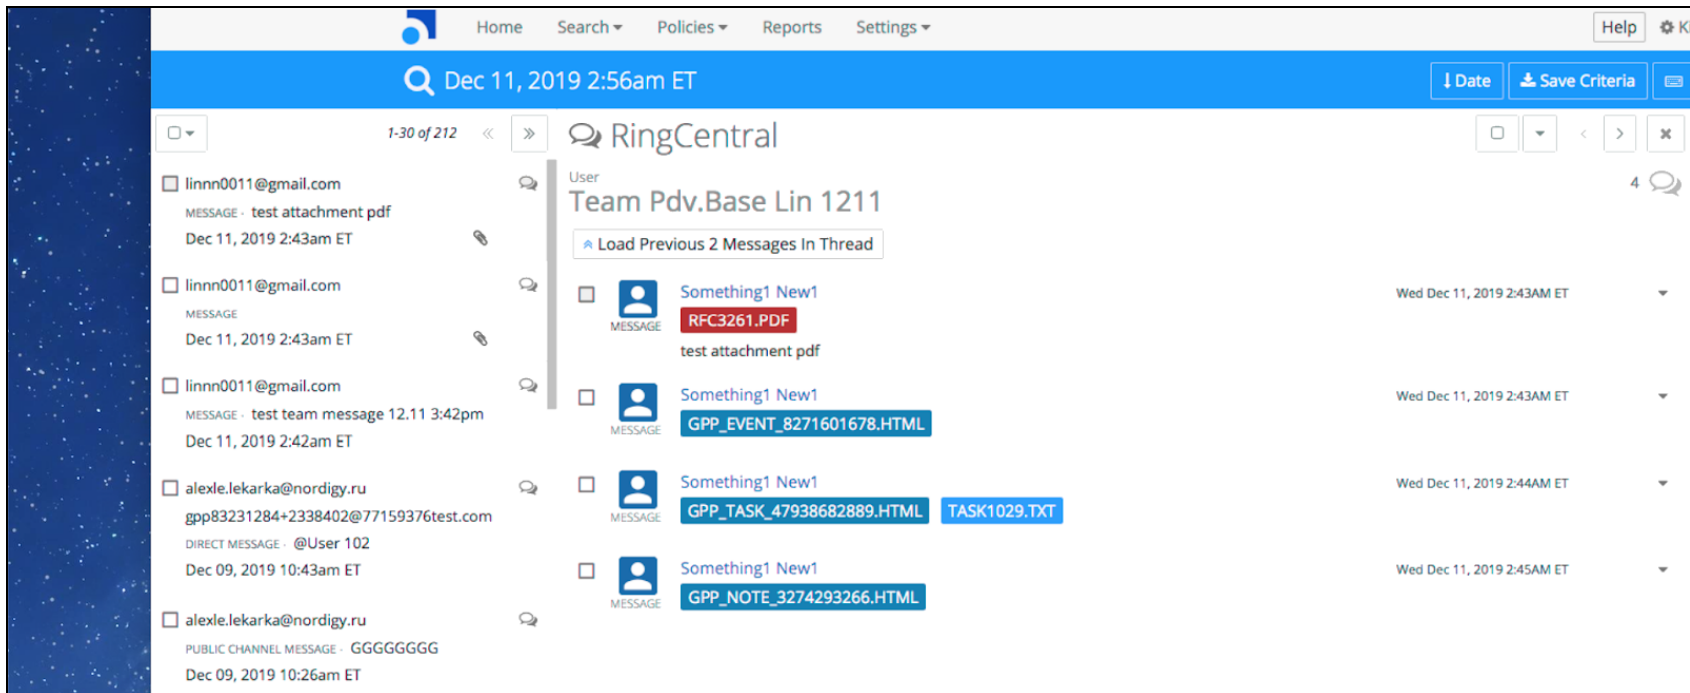 Home Search Policies Reports Settings Help
Dec 11, 2019 2:56am ET Date Save Criteria
1-30 of 212 « »
linnn0011@gmail.com
MESSAGE - test attachment pdf
Dec 11, 2019 2:43am ET
linnn0011@gmail.com
MESSAGE
Dec 11, 2019 2:43am ET
linnn0011@gmail.com
MESSAGE - test team message 12.11 3:42pm
Dec 11, 2019 2:42am ET
alexle.lekarka@nordigy.ru
gpp83231284+2338402@77159376test.com
DIRECT MESSAGE - @User 102
Dec 09, 2019 10:43am ET
alexle.lekarka@nordigy.ru
PUBLIC CHANNEL MESSAGE - GGGGGGGG
Dec 09, 2019 10:26am ET
RingCentral
User
Team Pdv.Base Lin 1211
4
Load Previous 2 Messages In Thread
Something1 New1 Wed Dec 11, 2019 2:43AM ET
RFC3261.PDF
MESSAGE
test attachment pdf
Something1 New1 Wed Dec 11, 2019 2:43AM ET
GPP_EVENT_8271601678.HTML
MESSAGE
Something1 New1 Wed Dec 11, 2019 2:44AM ET
GPP_TASK_47938682889.HTML TASK1029.TXT
MESSAGE
Something1 New1 Wed Dec 11, 2019 2:45AM ET
GPP_NOTE_3274293266.HTML
MESSAGE